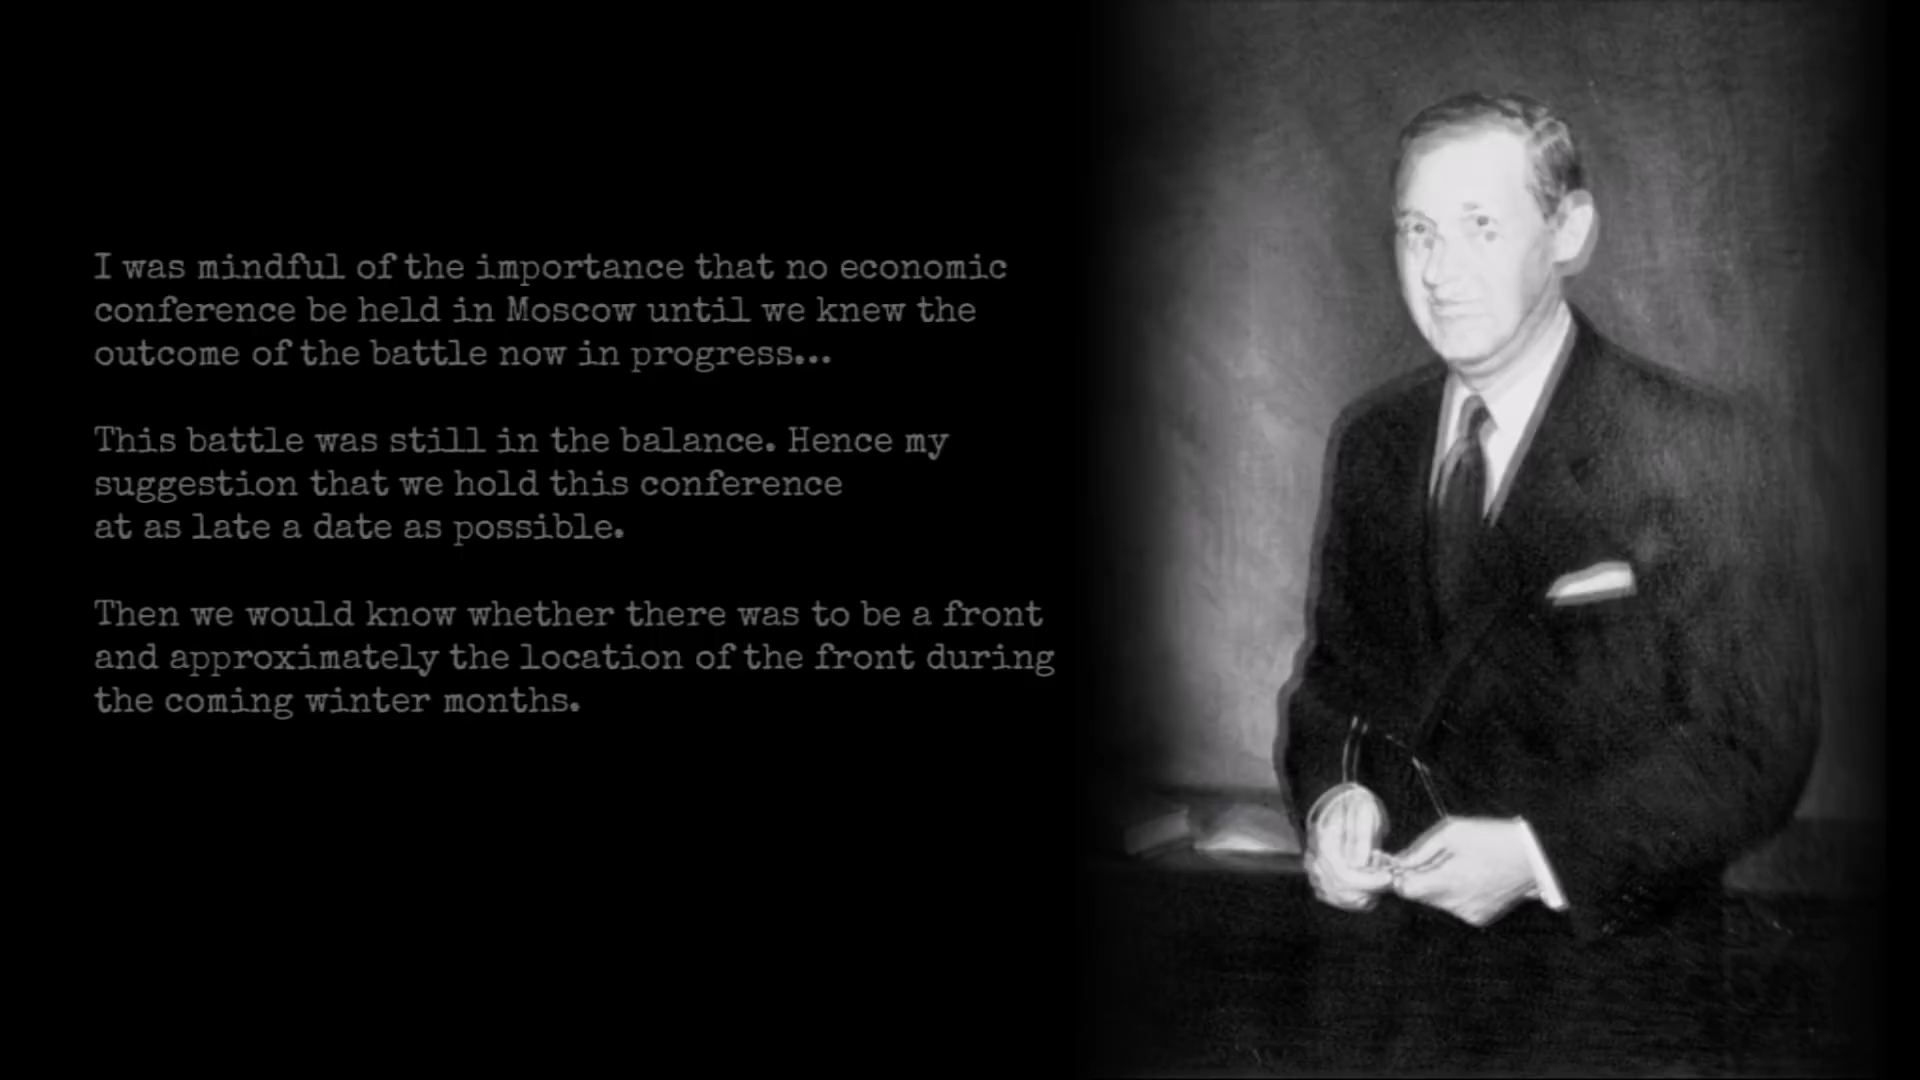 I was mindful of the importance that no economic
conference be held in Moscow until we knew the
outcome of the battle now in progress...
This battle was still in the balance. Hence my
suggestion that we hold this conference
at as late a date as possible.
Then we would know whether there was to be a front
and approximately the location of the front during
the coming winter months.